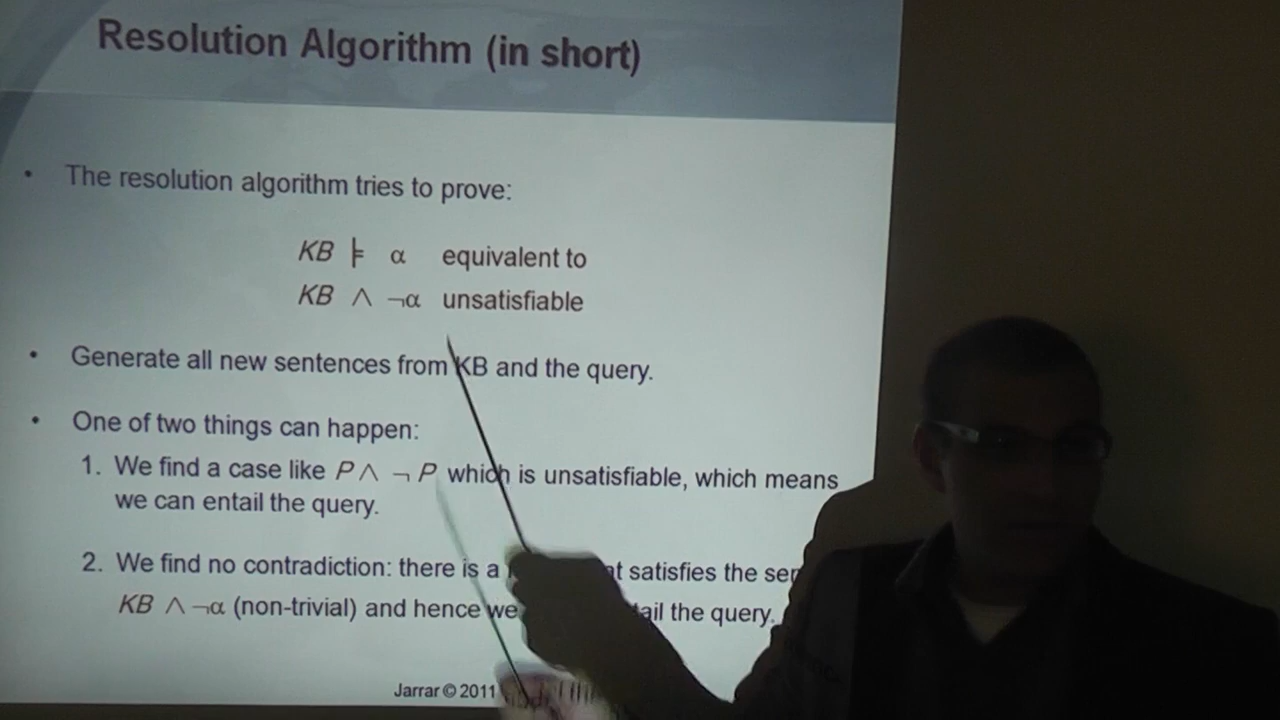 Resolution Algorithm (in short)
• The resolution algorithm tries to prove:
KB ⊨ α equivalent to
KB ∧ ¬α unsatisfiable
• Generate all new sentences from KB and the query.
• One of two things can happen:
1. We find a case like P ∧ ¬ P which is unsatisfiable, which means
we can entail the query.
2. We find no contradiction: there is a satisfies the
KB ∧ ¬α (non-trivial) and hence we the query.
Jarrar © 2011